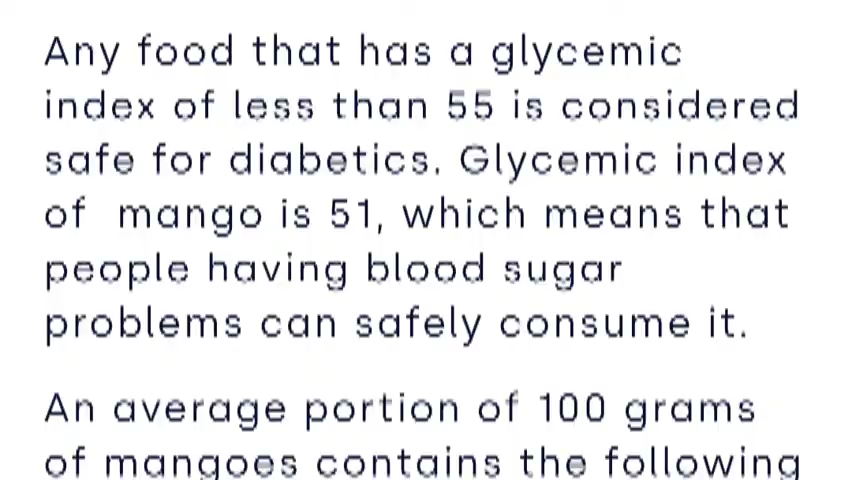 Any food that has a glycemic
index of less than 55 is considered
safe for diabetics. Glycemic index
of  mango is 51, which means that
people having blood sugar
problems can safely consume it.
An average portion of 100 grams
of mangoes contains the following